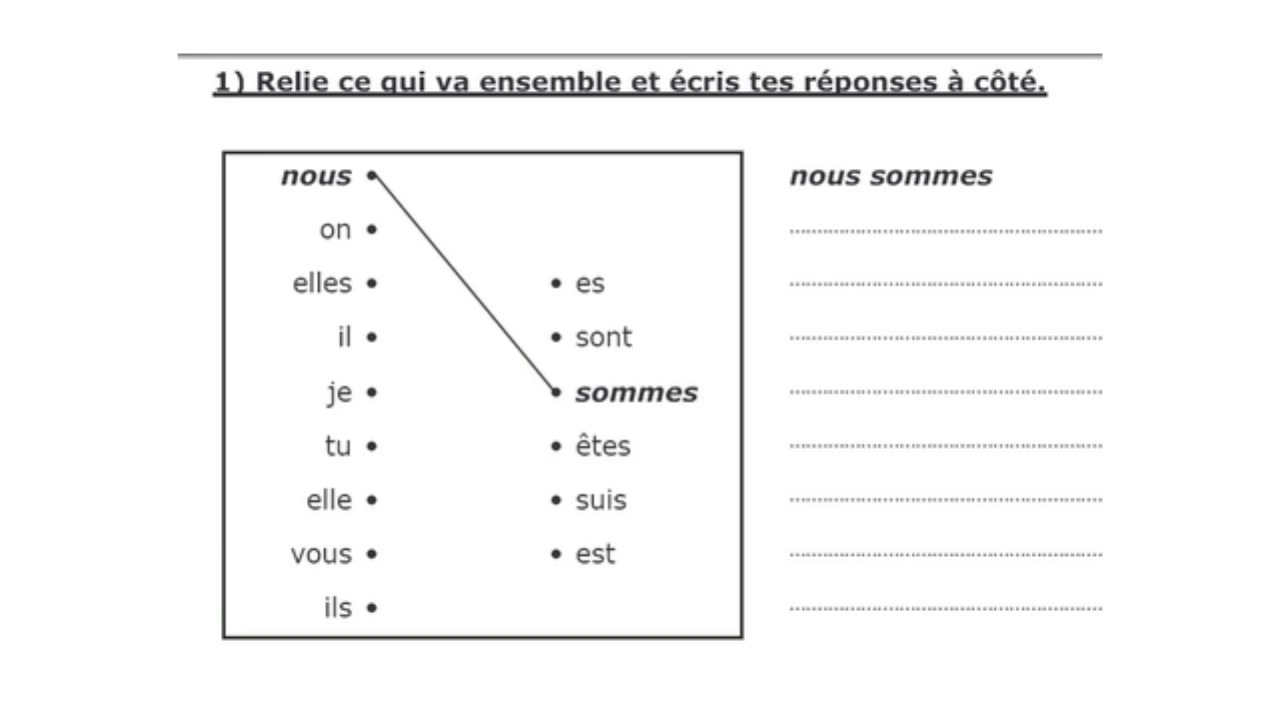 1) Relie ce qui va ensemble et écris tes réponses à côté.
nous • nous sommes
on •
elles • • es
il • • sont
je • • sommes
tu • • êtes
elle • • suis
vous • • est
ils •